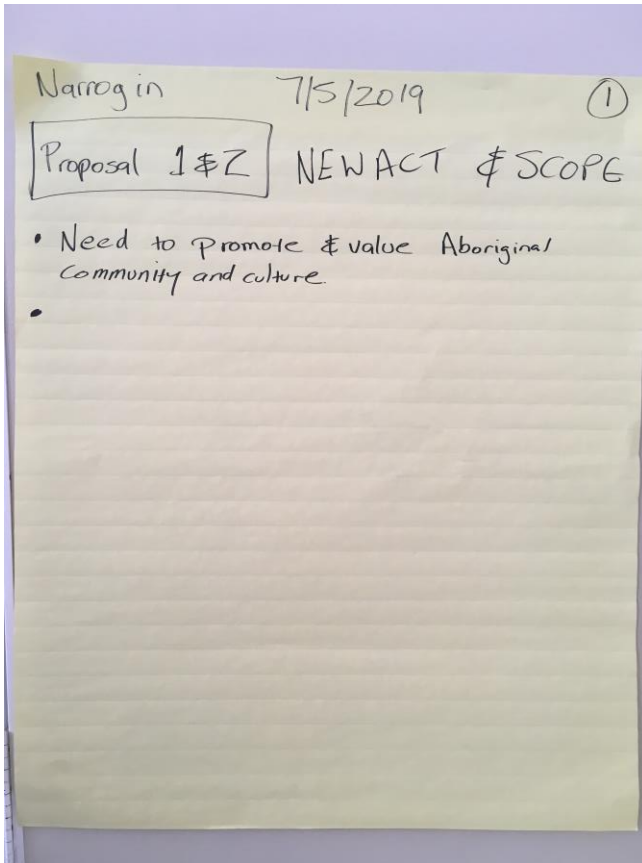 Narrogin 7/5/2019 1
Proposal 1 & 2 NEW ACT & SCOPE
• Need to promote & value Aboriginal
community and culture.
•